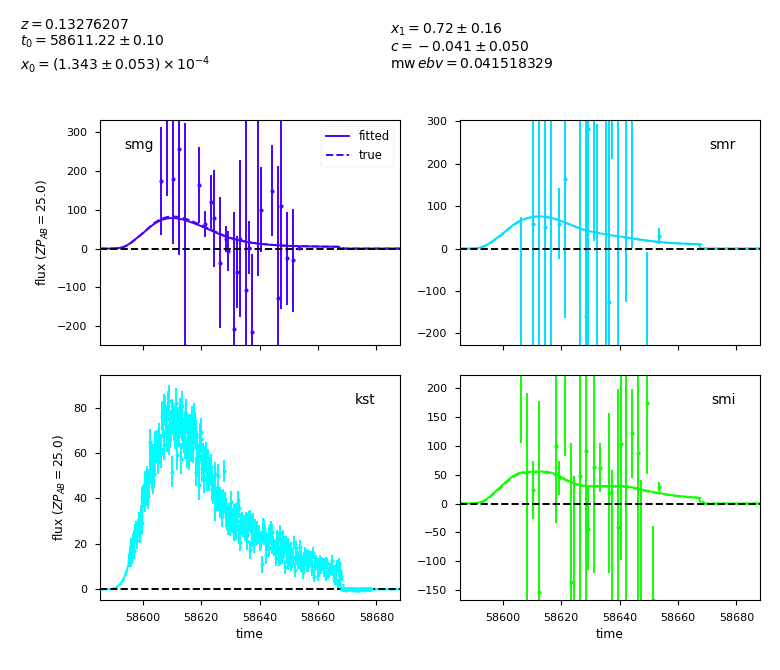 z = 0.13276207
t₀ = 58611.22 ± 0.10
x₀ = (1.343 ± 0.053) × 10⁻⁴
x₁ = 0.72 ± 0.16
c = −0.041 ± 0.050
mw ebv = 0.041518329
smg
fitted
true
300
200
100
0
−100
−200
flux (ZP_AB = 25.0)
smr
300
200
100
0
−100
−200
kst
80
60
40
20
0
flux (ZP_AB = 25.0)
58600 58620 58640 58660 58680
time
smi
200
150
100
50
0
−50
−100
−150
58600 58620 58640 58660 58680
time